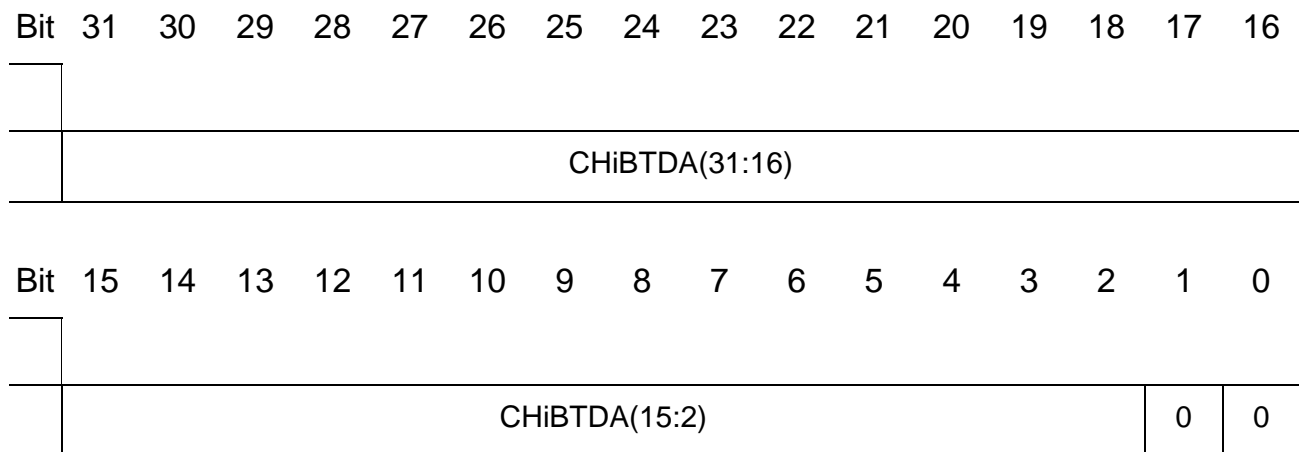 Bit 31 30 29 28 27 26 25 24 23 22 21 20 19 18 17 16
CHiBTDA(31:16)
Bit 15 14 13 12 11 10 9 8 7 6 5 4 3 2 1 0
CHiBTDA(15:2) 0 0